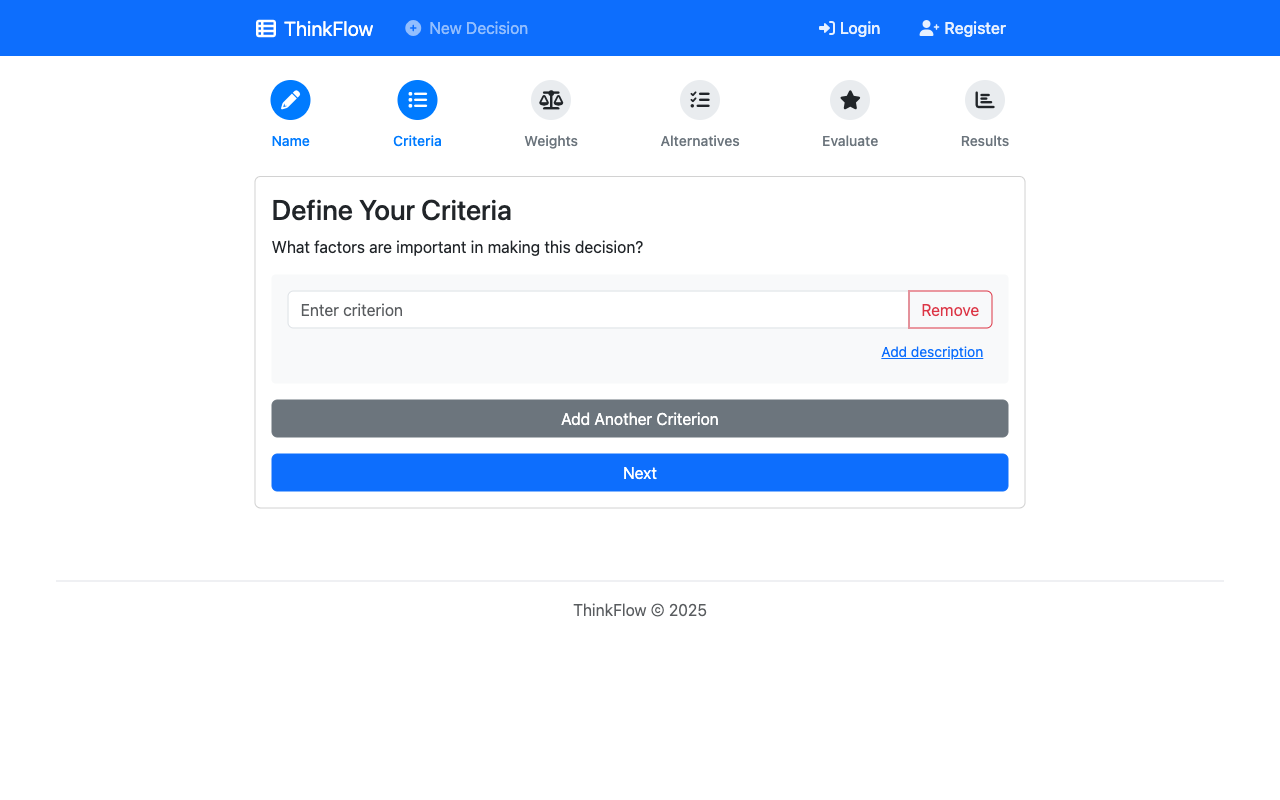 ThinkFlow New Decision Login Register
Name Criteria Weights Alternatives Evaluate Results
Define Your Criteria
What factors are important in making this decision?
Enter criterion Remove
Add description
Add Another Criterion
Next
ThinkFlow © 2025